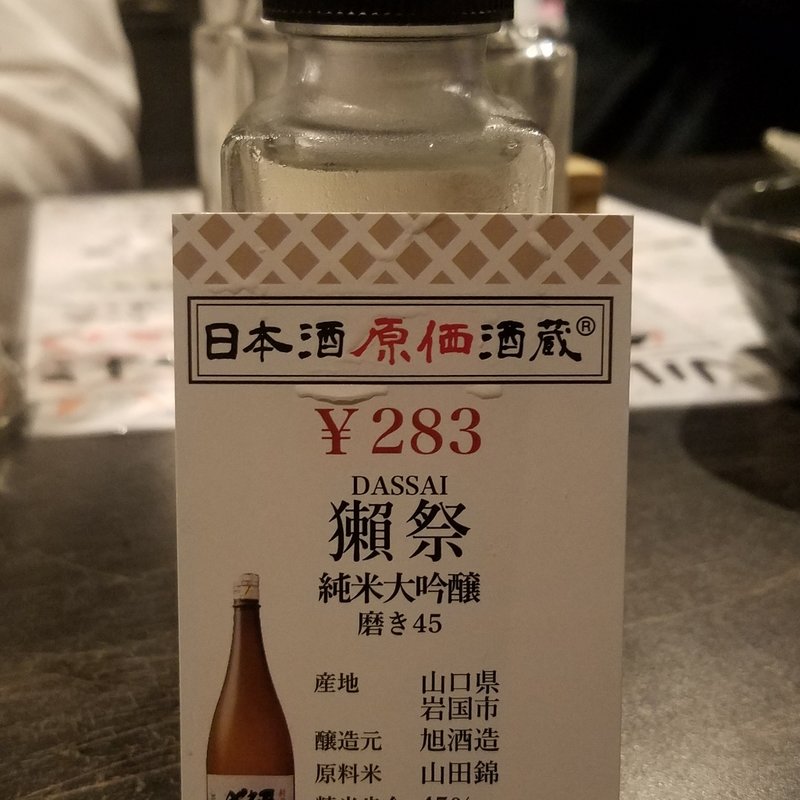 日本酒原価酒蔵®
¥283
DASSAI
獺祭
純米大吟醸
磨き45
産地 山口県
岩国市
醸造元 旭酒造
原料米 山田錦